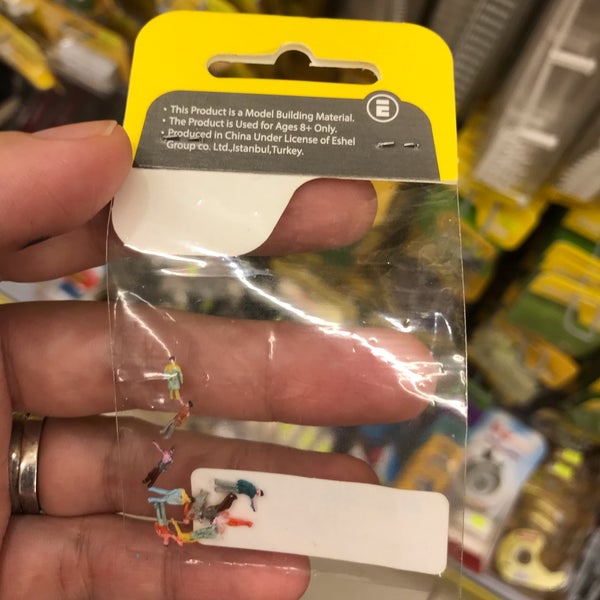 • This Product is a Model Building Material.
• The Product is Used for Ages 8+ Only.
• Produced in China Under License of Eshel
Group co. Ltd.,Istanbul,Turkey.
E